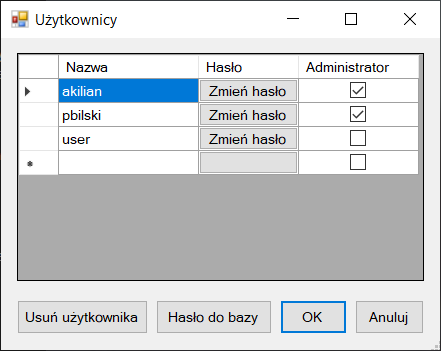 Użytkownicy
Nazwa Hasło Administrator
akilian Zmień hasło
pbilski Zmień hasło
user Zmień hasło
Usuń użytkownika Hasło do bazy OK Anuluj